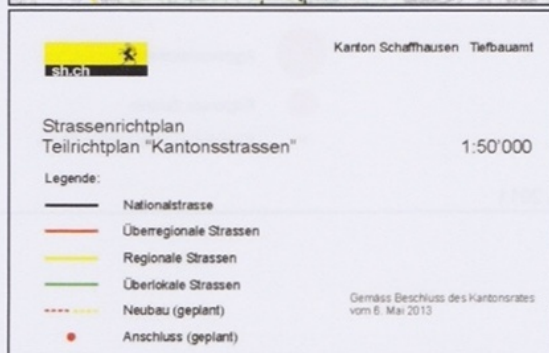 sh.ch
Kanton Schaffhausen Tiefbauamt
Strassenrichtplan
Teilrichtplan "Kantonsstrassen"
1:50'000
Legende:
Nationalstrasse
Überregionale Strassen
Regionale Strassen
Überlokale Strassen
Neubau (geplant)
Anschluss (geplant)
Gemäss Beschluss des Kantonsrates
vom 6. Mai 2013